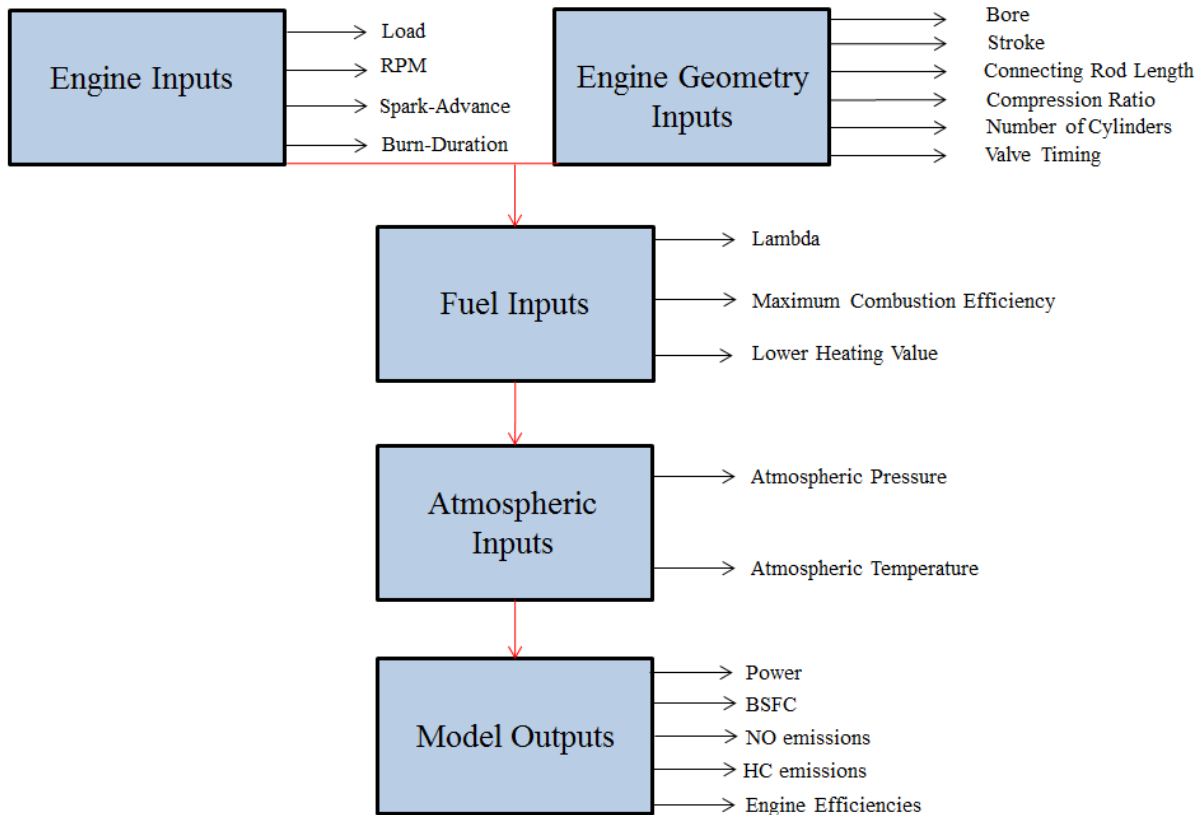 Engine Inputs
Load
RPM
Spark-Advance
Burn-Duration
Engine Geometry
Inputs
Bore
Stroke
Connecting Rod Length
Compression Ratio
Number of Cylinders
Valve Timing
Fuel Inputs
Lambda
Maximum Combustion Efficiency
Lower Heating Value
Atmospheric
Inputs
Atmospheric Pressure
Atmospheric Temperature
Model Outputs
Power
BSFC
NO emissions
HC emissions
Engine Efficiencies